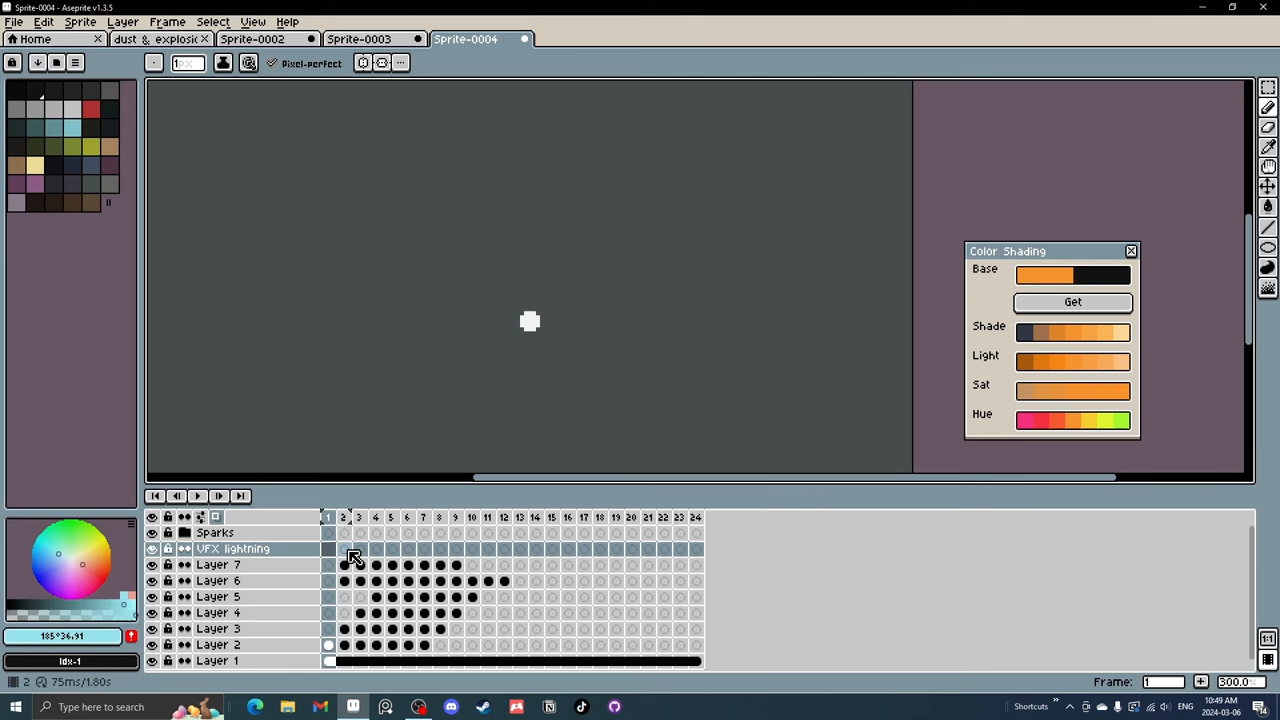 Sprite-0004 - Aseprite v1.3.5
File Edit Sprite Layer Frame Select View Help
Home dust & explosic Sprite-0002 Sprite-0003 Sprite-0004
1px Pixel-perfect
Color Shading
Base
Get
Shade
Light
Sat
Hue
1 2 3 4 5 6 7 8 9 10 11 12 13 14 15 16 17 18 19 20 21 22 23 24
Sparks
VFX lightning
Layer 7
Layer 6
Layer 5
Layer 4
Layer 3
Layer 2
Layer 1
Idx-1
2 75ms/1.80s Frame: 1 300.0
1:1
Type here to search Shortcuts ENG 10:49 AM 2024-03-06 14